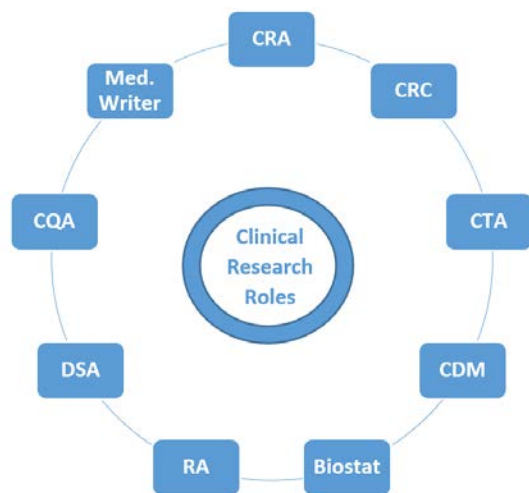 CRA
Med.
Writer
CRC
CQA
CTA
Clinical
Research
Roles
DSA
CDM
RA
Biostat